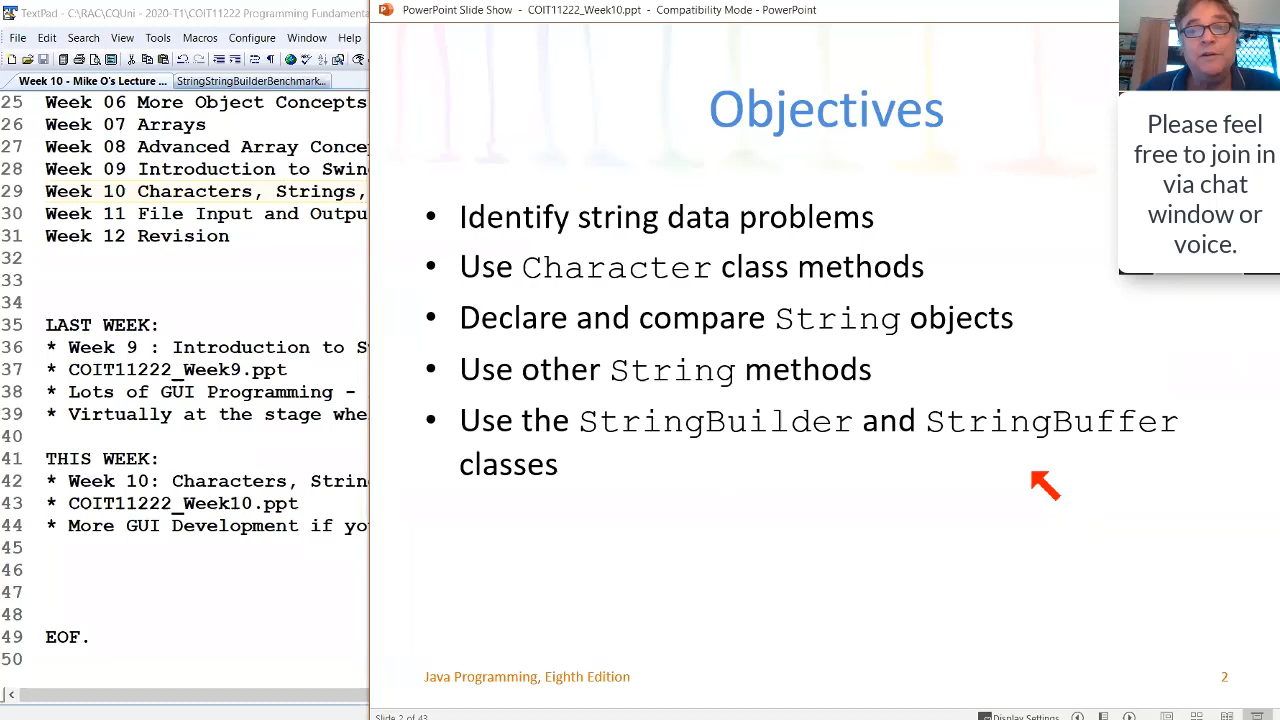 TextPad - C:\RAC\CQUni - 2020-T1\COIT11222 Programming Fundamenta
File Edit Search View Tools Macros Configure Window Help
Week 10 - Mike O's Lecture ... StringStringBuilderBenchmark...
25 Week 06 More Object Concepts
26 Week 07 Arrays
27 Week 08 Advanced Array Conce
28 Week 09 Introduction to Swin
29 Week 10 Characters, Strings,
30 Week 11 File Input and Outpu
31 Week 12 Revision
32
33
34
35 LAST WEEK:
36 * Week 9 : Introduction to S
37 * COIT11222_Week9.ppt
38 * Lots of GUI Programming -
39 * Virtually at the stage whe
40
41 THIS WEEK:
42 * Week 10: Characters, Strin
43 * COIT11222_Week10.ppt
44 * More GUI Development if yo
45
46
47
48
49 EOF.
50
PowerPoint Slide Show - COIT11222_Week10.ppt - Compatibility Mode - PowerPoint
Objectives
• Identify string data problems
• Use Character class methods
• Declare and compare String objects
• Use other String methods
• Use the StringBuilder and StringBuffer
classes
Java Programming, Eighth Edition
2
Slide 2 of 43
Display Settings
Please feel
free to join in
via chat
window or
voice.